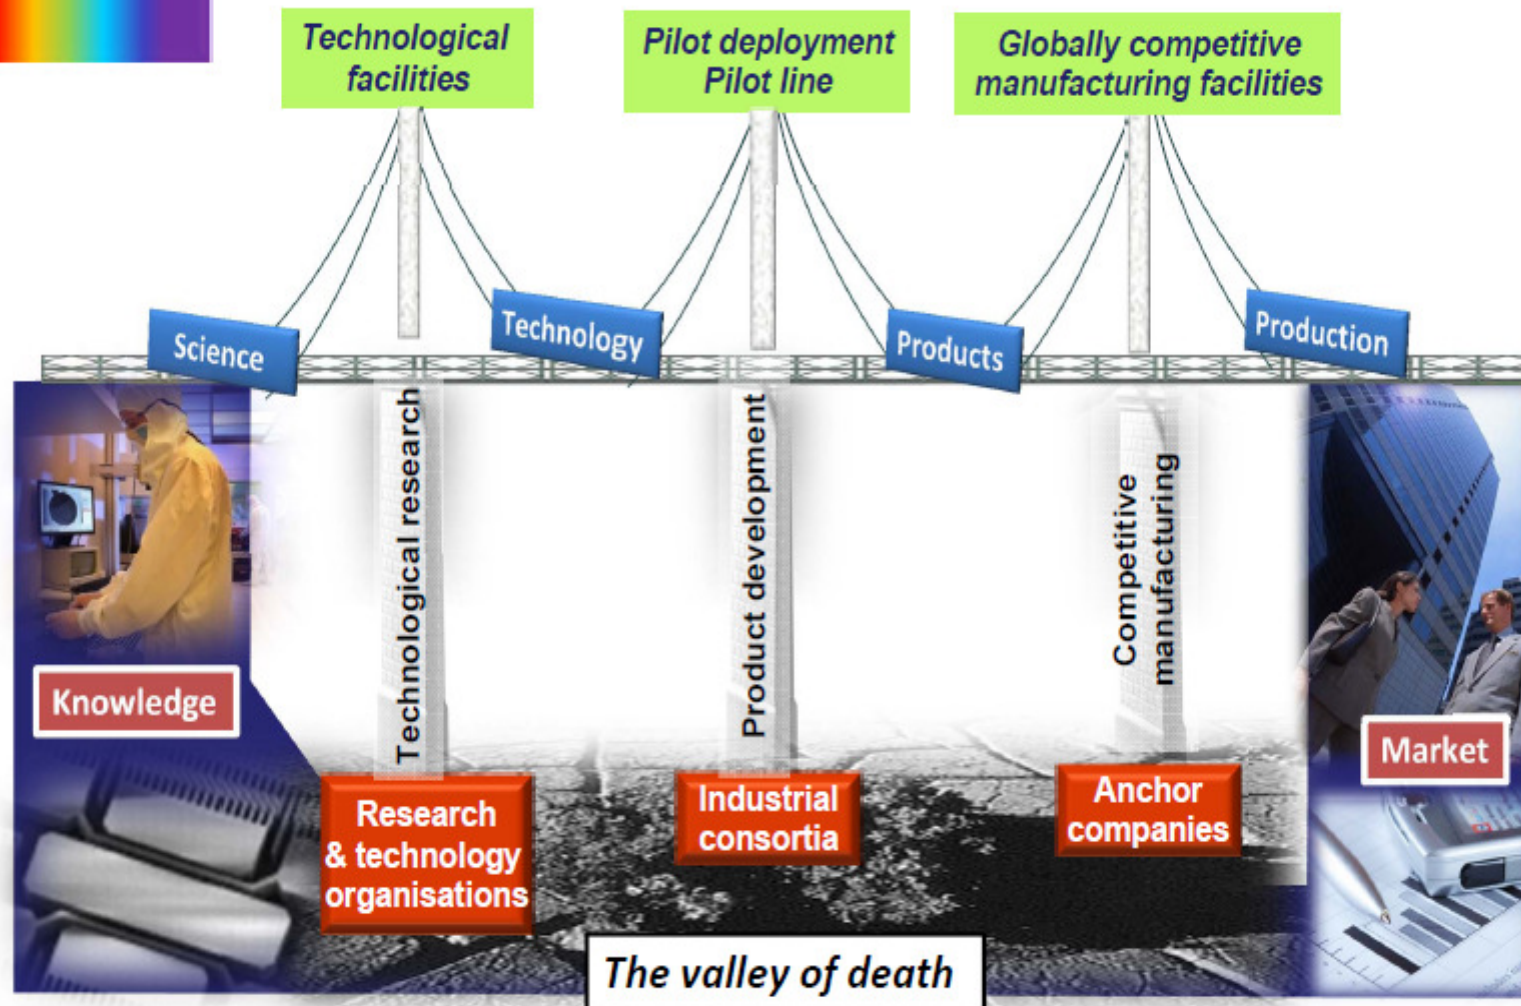 Technological
facilities
Pilot deployment
Pilot line
Globally competitive
manufacturing facilities
Science
Technology
Products
Production
Technological research
Product development
Competitive
manufacturing
Knowledge
Market
Research
& technology
organisations
Industrial
consortia
Anchor
companies
The valley of death